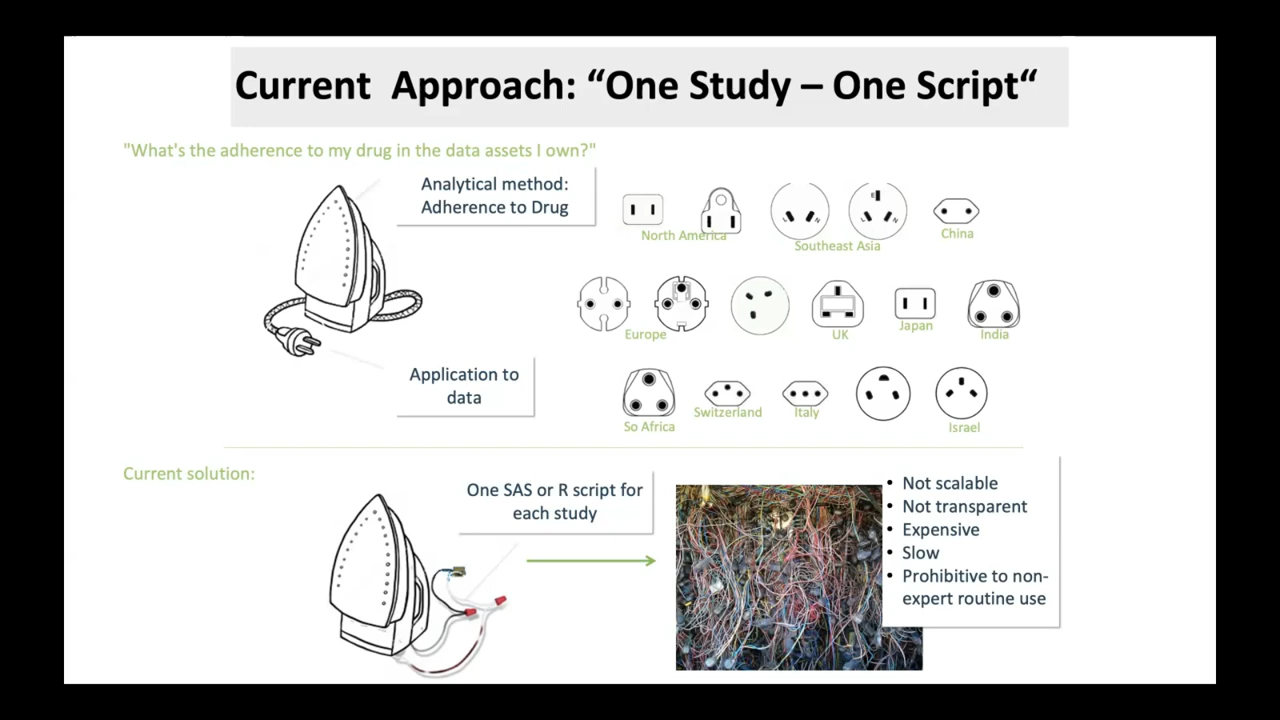 Current Approach: “One Study – One Script“
"What's the adherence to my drug in the data assets I own?"
Analytical method:
Adherence to Drug
North America
Southeast Asia
China
Europe
UK
Japan
India
Application to
data
So Africa
Switzerland
Italy
Israel
Current solution:
One SAS or R script for
each study
• Not scalable
• Not transparent
• Expensive
• Slow
• Prohibitive to non-
expert routine use